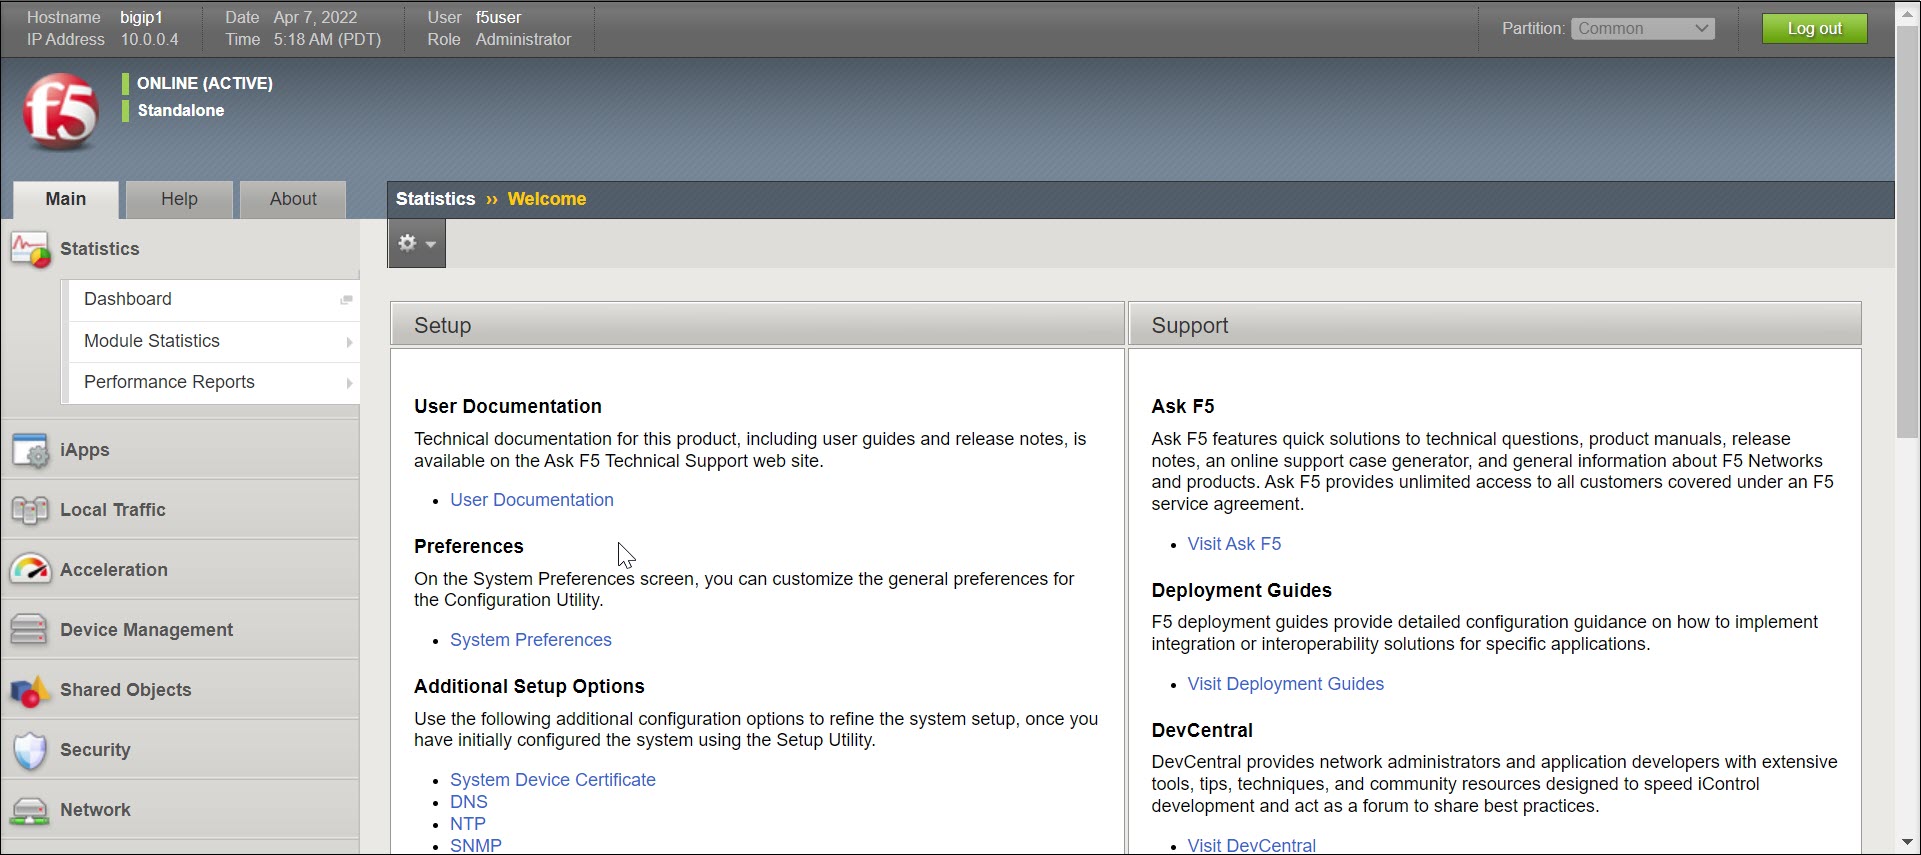 Hostname bigip1 Date Apr 7, 2022 User f5user
IP Address 10.0.0.4 Time 5:18 AM (PDT) Role Administrator
Partition: Common Log out
f5
ONLINE (ACTIVE)
Standalone
Main Help About
Statistics ›› Welcome
Statistics
Dashboard
Module Statistics
Performance Reports
iApps
Local Traffic
Acceleration
Device Management
Shared Objects
Security
Network
Setup
User Documentation
Technical documentation for this product, including user guides and release notes, is
available on the Ask F5 Technical Support web site.
• User Documentation
Preferences
On the System Preferences screen, you can customize the general preferences for
the Configuration Utility.
• System Preferences
Additional Setup Options
Use the following additional configuration options to refine the system setup, once you
have initially configured the system using the Setup Utility.
• System Device Certificate
• DNS
• NTP
• SNMP
Support
Ask F5
Ask F5 features quick solutions to technical questions, product manuals, release
notes, an online support case generator, and general information about F5 Networks
and products. Ask F5 provides unlimited access to all customers covered under an F5
service agreement.
• Visit Ask F5
Deployment Guides
F5 deployment guides provide detailed configuration guidance on how to implement
integration or interoperability solutions for specific applications.
• Visit Deployment Guides
DevCentral
DevCentral provides network administrators and application developers with extensive
tools, tips, techniques, and community resources designed to speed iControl
development and act as a forum to share best practices.
• Visit DevCentral